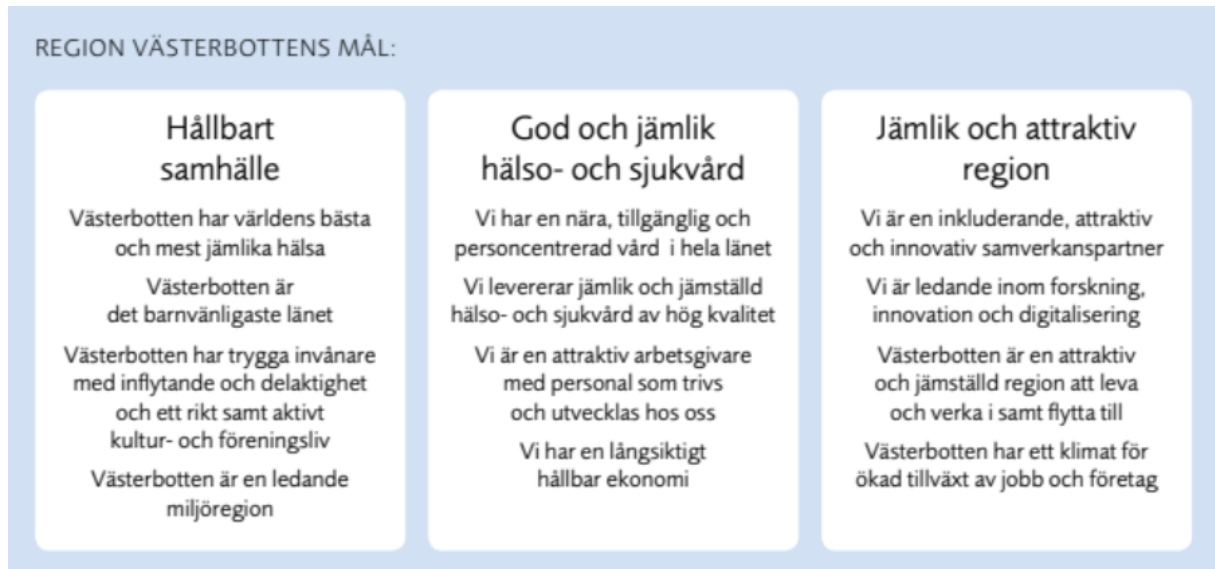 REGION VÄSTERBOTTENS MÅL:
Hållbart
samhälle
Västerbotten har världens bästa
och mest jämlika hälsa
Västerbotten är
det barnvänligaste länet
Västerbotten har trygga invånare
med inflytande och delaktighet
och ett rikt samt aktivt
kultur- och föreningsliv
Västerbotten är en ledande
miljöregion
God och jämlik
hälso- och sjukvård
Vi har en nära, tillgänglig och
personcentrerad vård i hela länet
Vi levererar jämlik och jämställd
hälso- och sjukvård av hög kvalitet
Vi är en attraktiv arbetsgivare
med personal som trivs
och utvecklas hos oss
Vi har en långsiktigt
hållbar ekonomi
Jämlik och attraktiv
region
Vi är en inkluderande, attraktiv
och innovativ samverkanspartner
Vi är ledande inom forskning,
innovation och digitalisering
Västerbotten är en attraktiv
och jämställd region att leva
och verka i samt flytta till
Västerbotten har ett klimat för
ökad tillväxt av jobb och företag